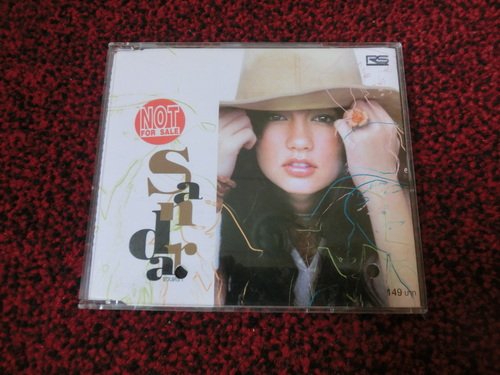 RS
NOT
FOR SALE
Sandra.
149 บาท